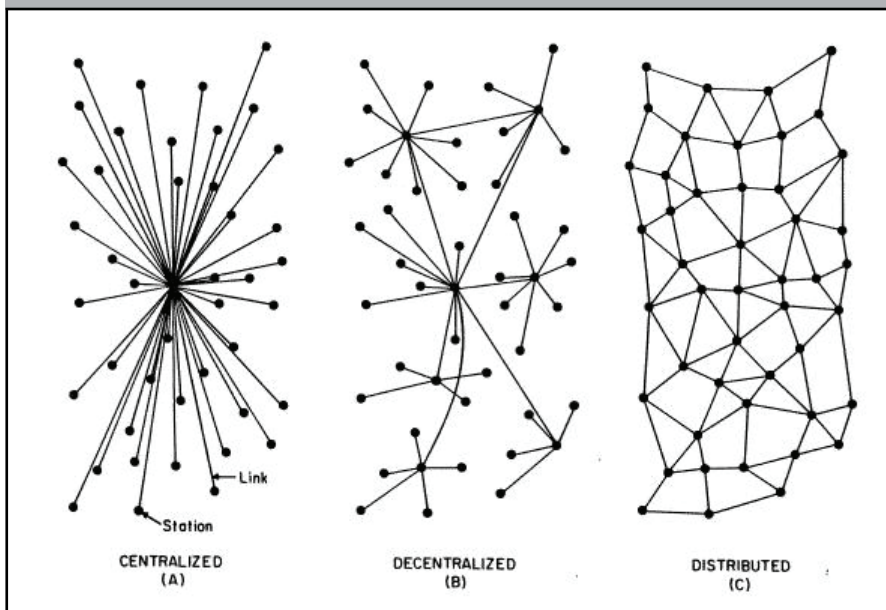 Link
Station
CENTRALIZED
(A)
DECENTRALIZED
(B)
DISTRIBUTED
(C)